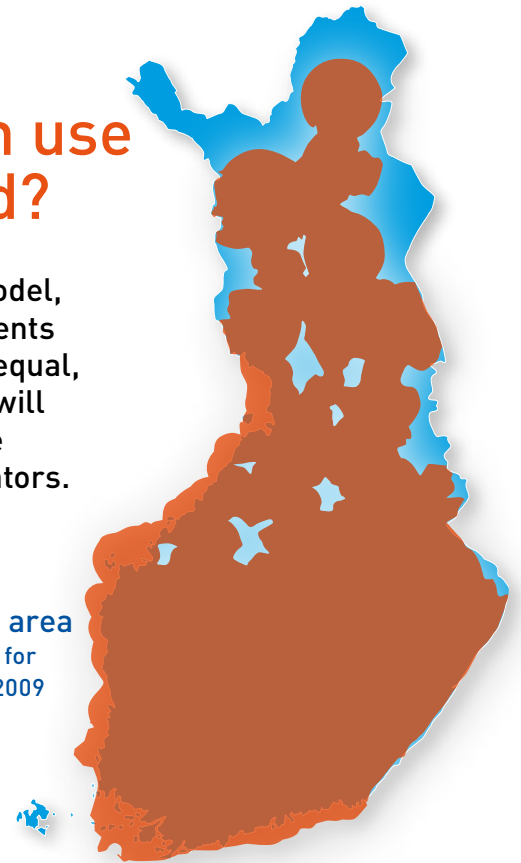 n use
d?
odel,
ents
equal,
will
e
ators.
area
for
2009